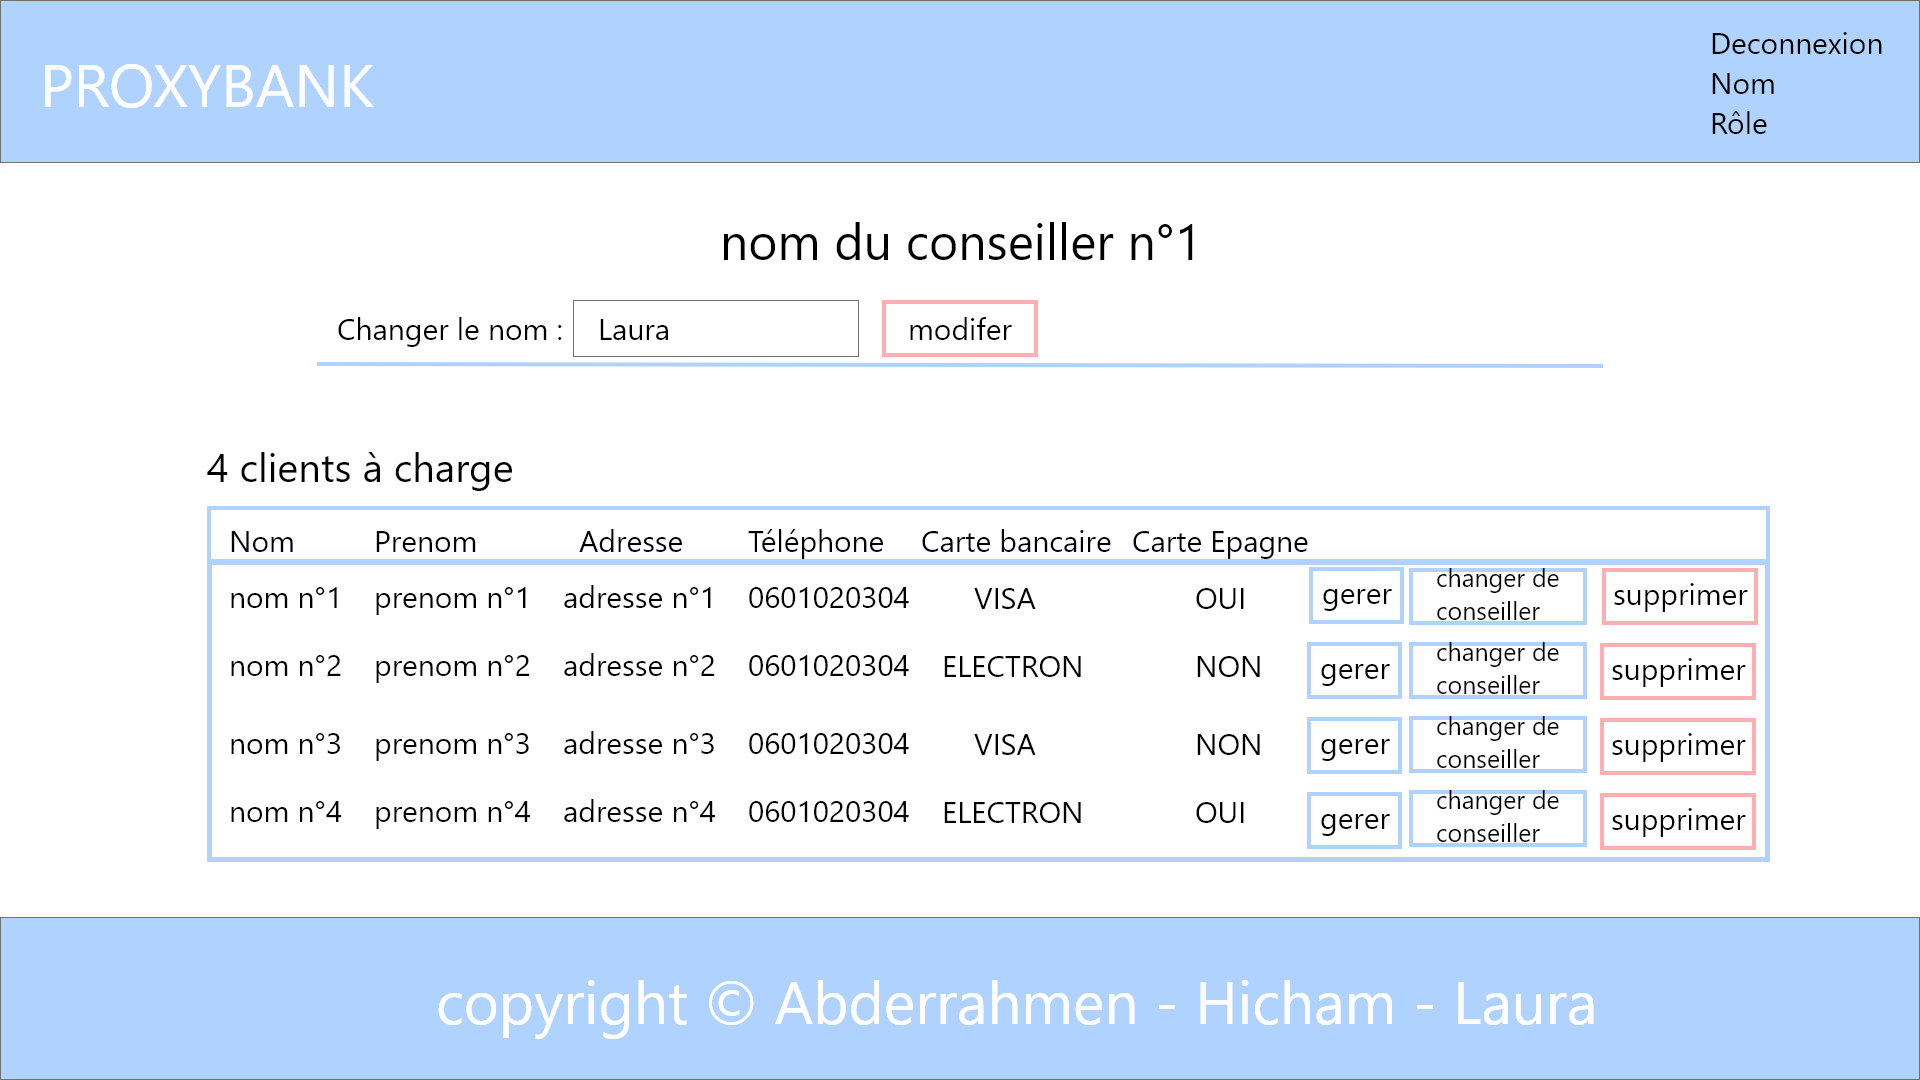 PROXYBANK
Deconnexion
Nom
Rôle
nom du conseiller n°1
Changer le nom : Laura modifer
4 clients à charge
Nom Prenom Adresse Téléphone Carte bancaire Carte Epagne
nom n°1 prenom n°1 adresse n°1 0601020304 VISA OUI gerer changer de conseiller supprimer
nom n°2 prenom n°2 adresse n°2 0601020304 ELECTRON NON gerer changer de conseiller supprimer
nom n°3 prenom n°3 adresse n°3 0601020304 VISA NON gerer changer de conseiller supprimer
nom n°4 prenom n°4 adresse n°4 0601020304 ELECTRON OUI gerer changer de conseiller supprimer
copyright © Abderrahmen - Hicham - Laura